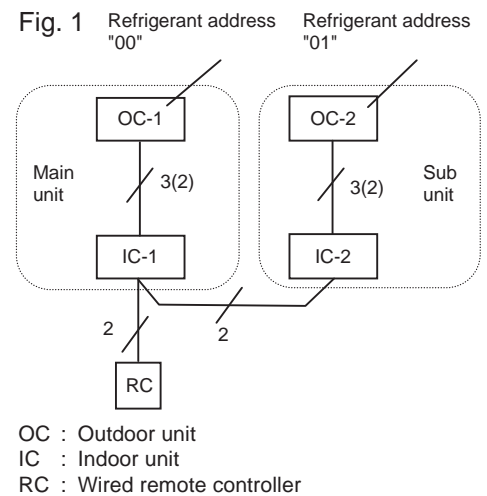 Fig. 1
Refrigerant address "00"
Refrigerant address "01"
OC-1
OC-2
Main unit
3(2)
3(2)
Sub unit
IC-1
IC-2
2
2
RC
OC : Outdoor unit
IC : Indoor unit
RC : Wired remote controller